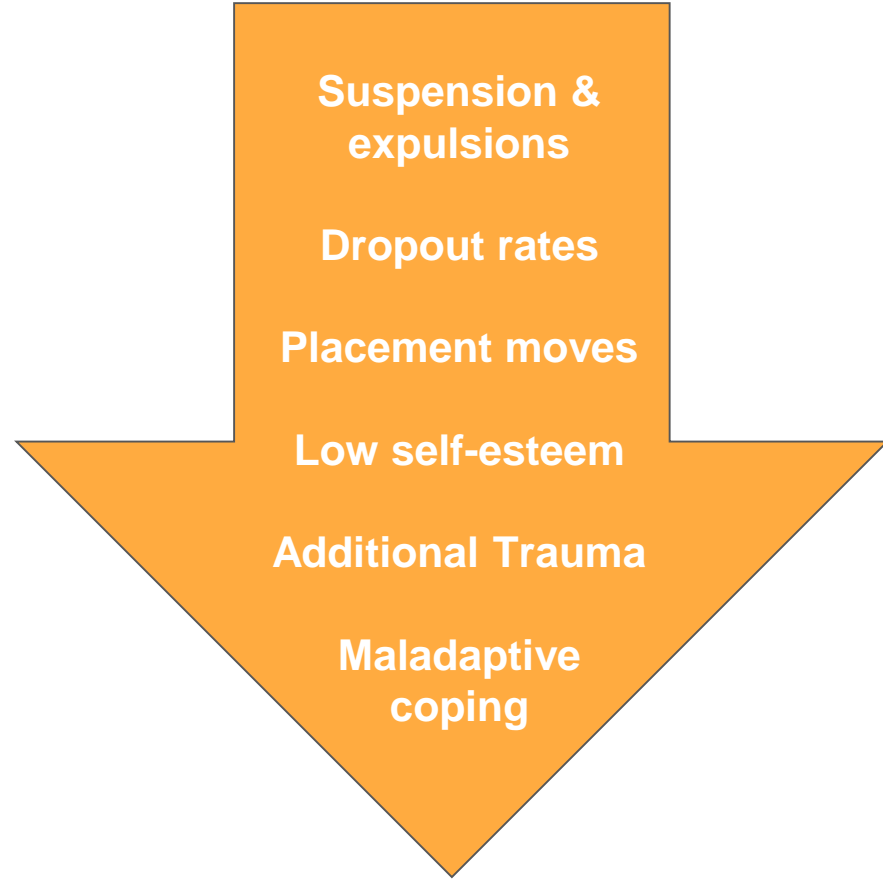 Suspension &
expulsions
Dropout rates
Placement moves
Low self-esteem
Additional Trauma
Maladaptive
coping